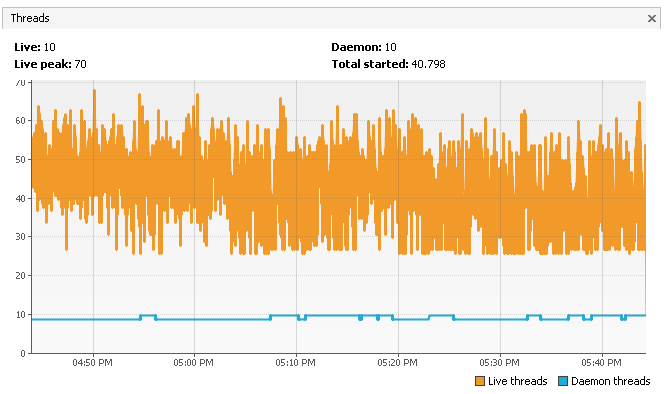 Threads
Live: 10 Daemon: 10
Live peak: 70 Total started: 40.798
70
60
50
40
30
20
10
0
04:50 PM 05:00 PM 05:10 PM 05:20 PM 05:30 PM 05:40 PM
Live threads Daemon threads